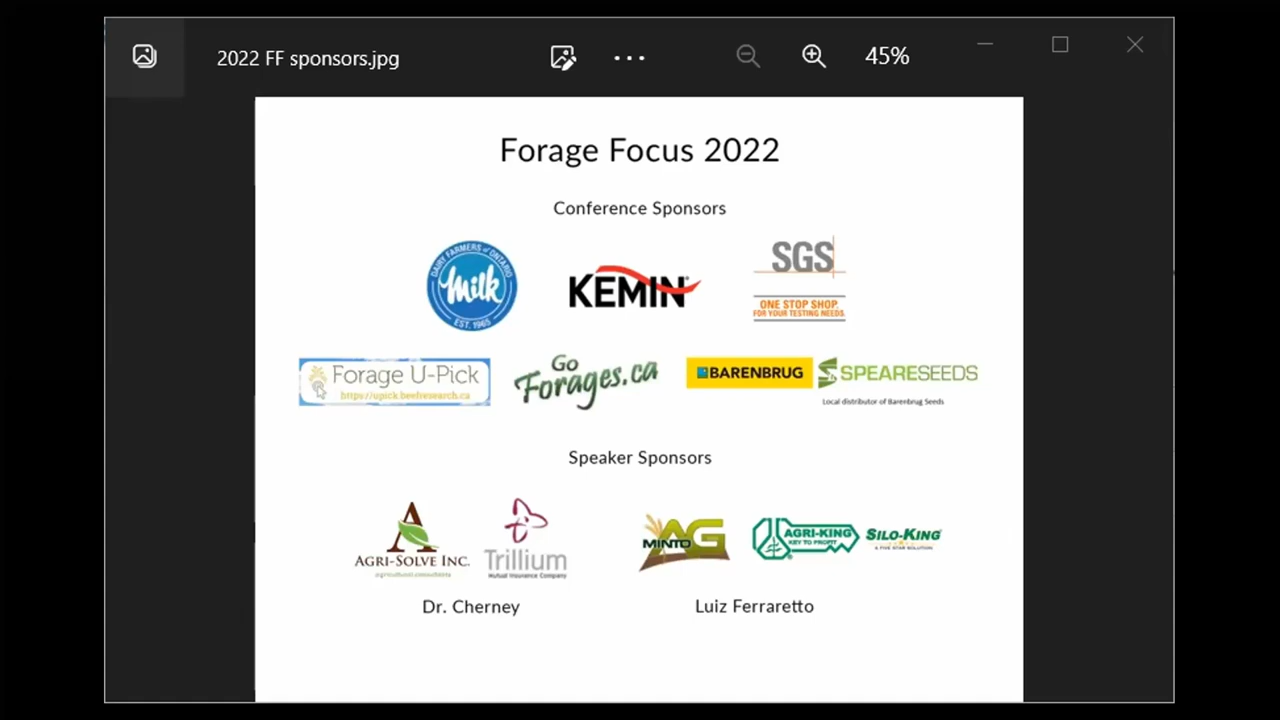 2022 FF sponsors.jpg
45%
Forage Focus 2022
Conference Sponsors
DAIRY FARMERS of ONTARIO
Milk
EST. 1965
KEMIN®
SGS
ONE STOP SHOP.
FOR YOUR TESTING NEEDS.
Forage U-Pick
https://upick.beefresearch.ca
Go
Forages.ca
BARENBRUG
SPEARESEEDS
Local distributor of Barenbrug Seeds
Speaker Sponsors
AGRI-SOLVE INC.
agricultural consultants
Trillium
Mutual Insurance Company
MINTO AG
AGRI-KING
KEY TO PROFIT
SILO-KING
A FIVE STAR SOLUTION
Dr. Cherney
Luiz Ferraretto